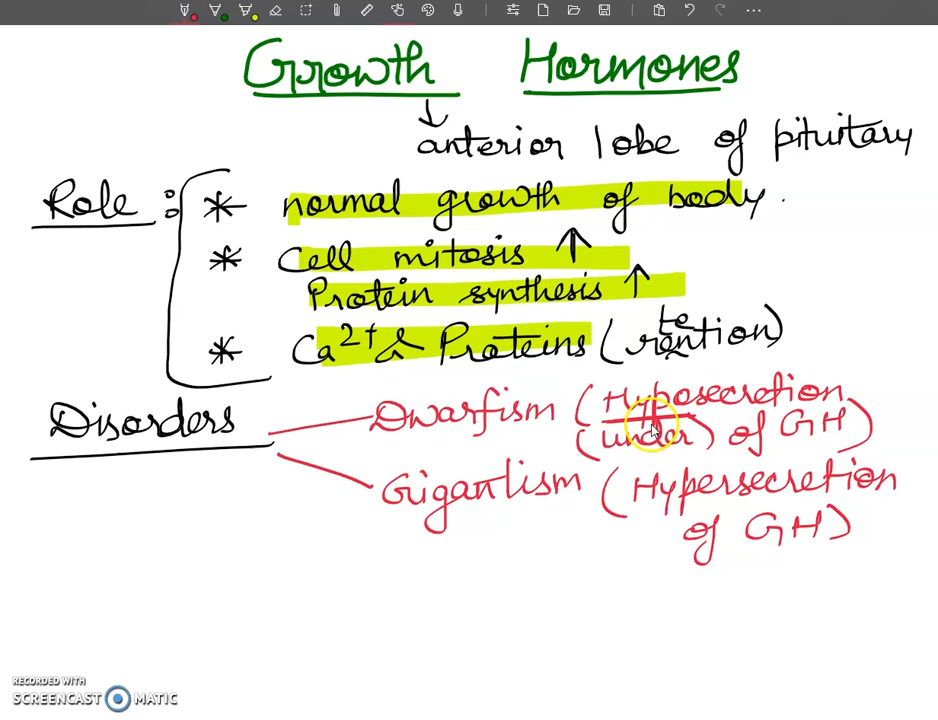 Growth Hormones
↓
anterior lobe of pituitary
Role :
* normal growth of body.
* Cell mitosis ↑
Protein synthesis ↑
* Ca2+ & Proteins (retention)
Disorders
Dwarfism (Hyposecretion
(under) of GH)
Gigantism (Hypersecretion
of GH)
RECORDED WITH
SCREENCAST MATIC